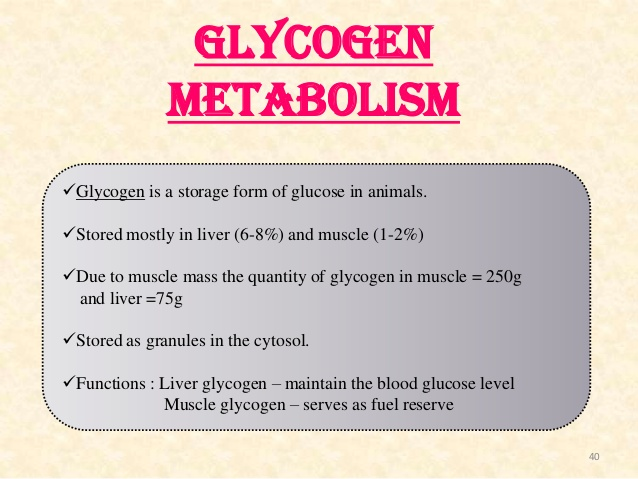 GLYCOGEN
METABOLISM
✓Glycogen is a storage form of glucose in animals.
✓Stored mostly in liver (6-8%) and muscle (1-2%)
✓Due to muscle mass the quantity of glycogen in muscle = 250g
and liver =75g
✓Stored as granules in the cytosol.
✓Functions : Liver glycogen – maintain the blood glucose level
Muscle glycogen – serves as fuel reserve
40